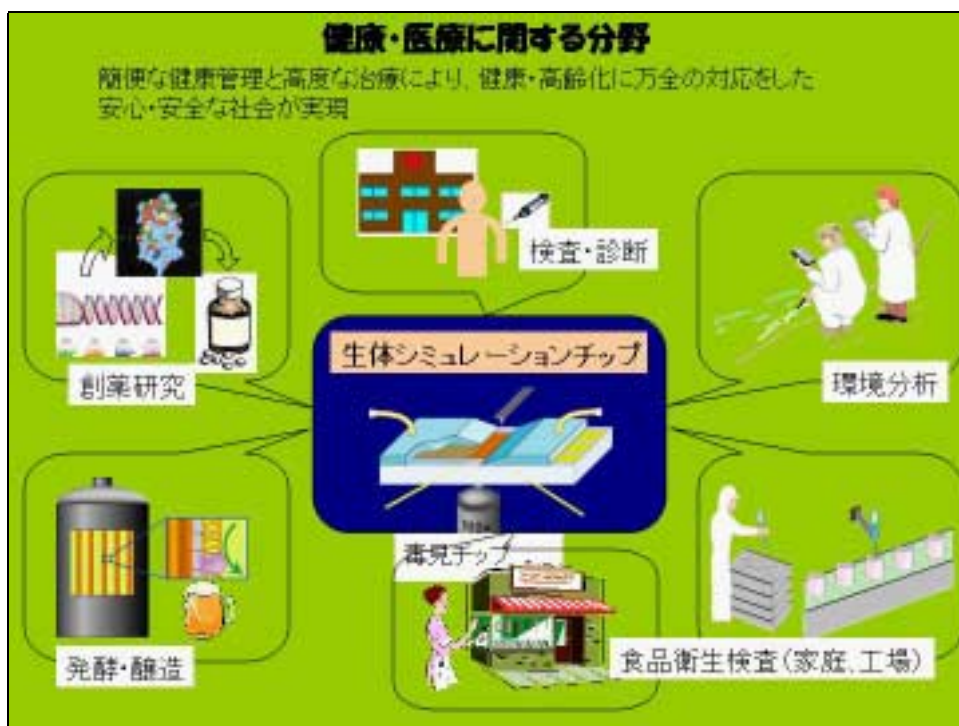 健康・医療に関する分野
簡便な健康管理と高度な治療により、健康・高齢化に万全の対応をした
安心・安全な社会が実現
検査・診断
創薬研究
生体シミュレーションチップ
環境分析
毒見チップ
発酵・醸造
食品衛生検査（家庭、工場）